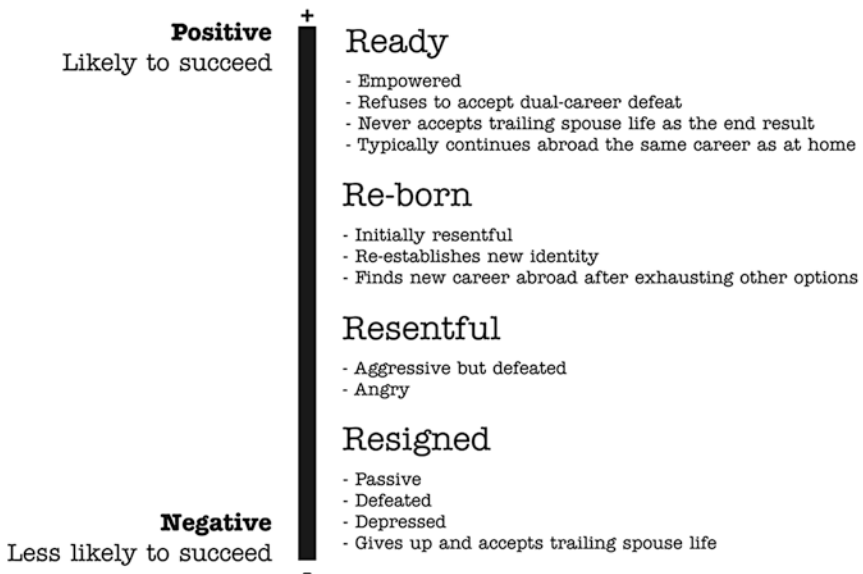 +
Positive
Likely to succeed
Ready
- Empowered
- Refuses to accept dual-career defeat
- Never accepts trailing spouse life as the end result
- Typically continues abroad the same career as at home
Re-born
- Initially resentful
- Re-establishes new identity
- Finds new career abroad after exhausting other options
Resentful
- Aggressive but defeated
- Angry
Resigned
- Passive
- Defeated
- Depressed
- Gives up and accepts trailing spouse life
Negative
Less likely to succeed
-